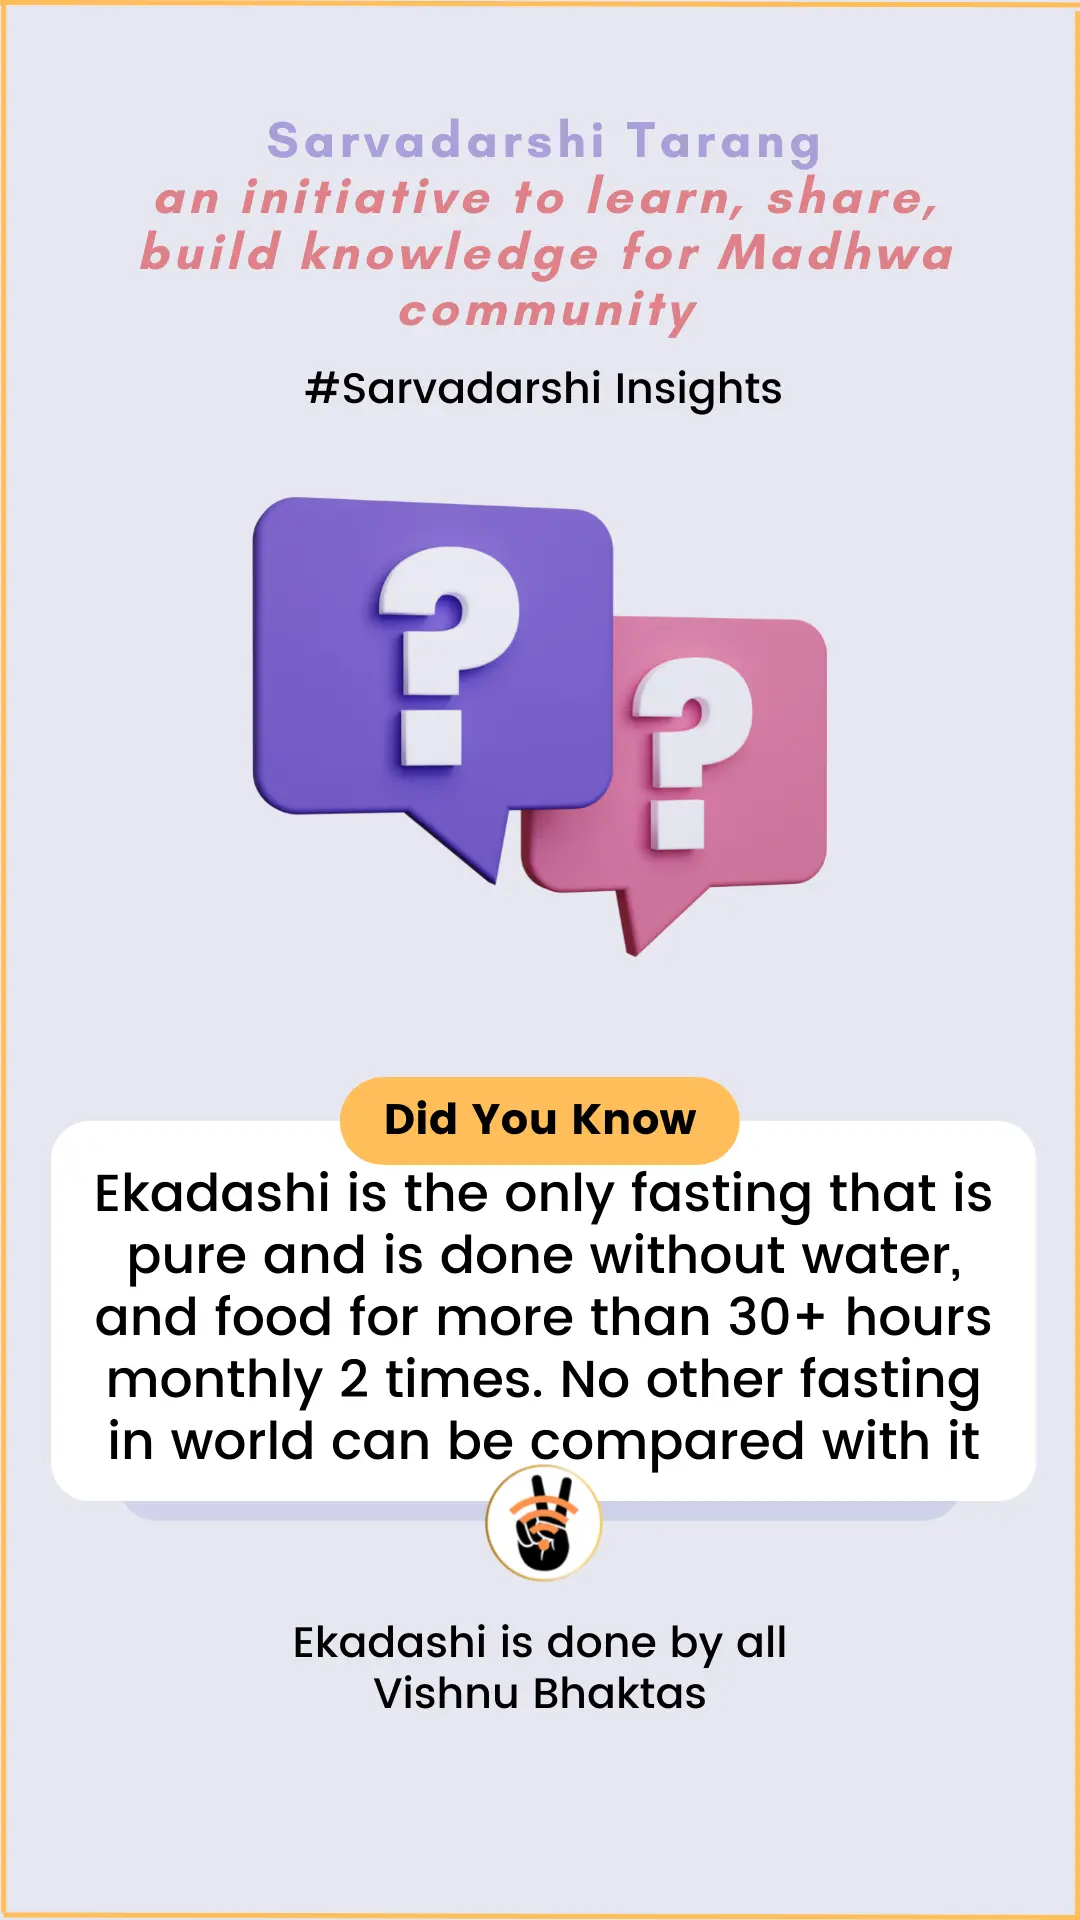 Sarvadarshi Tarang
an initiative to learn, share,
build knowledge for Madhwa
community
#Sarvadarshi Insights
? ?
Did You Know
Ekadashi is the only fasting that is
pure and is done without water,
and food for more than 30+ hours
monthly 2 times. No other fasting
in world can be compared with it
Ekadashi is done by all
Vishnu Bhaktas